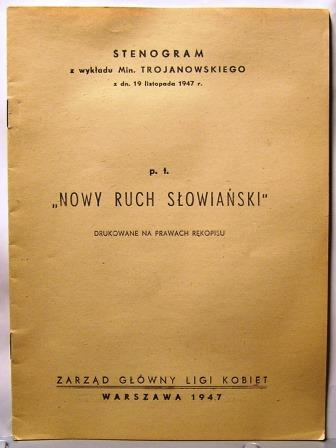 STENOGRAM
z wykładu Min. TROJANOWSKIEGO
z dn. 19 listopada 1947 r.
p. t.
„NOWY RUCH SŁOWIAŃSKI"
DRUKOWANE NA PRAWACH RĘKOPISU
ZARZĄD GŁÓWNY LIGI KOBIET
WARSZAWA 1947